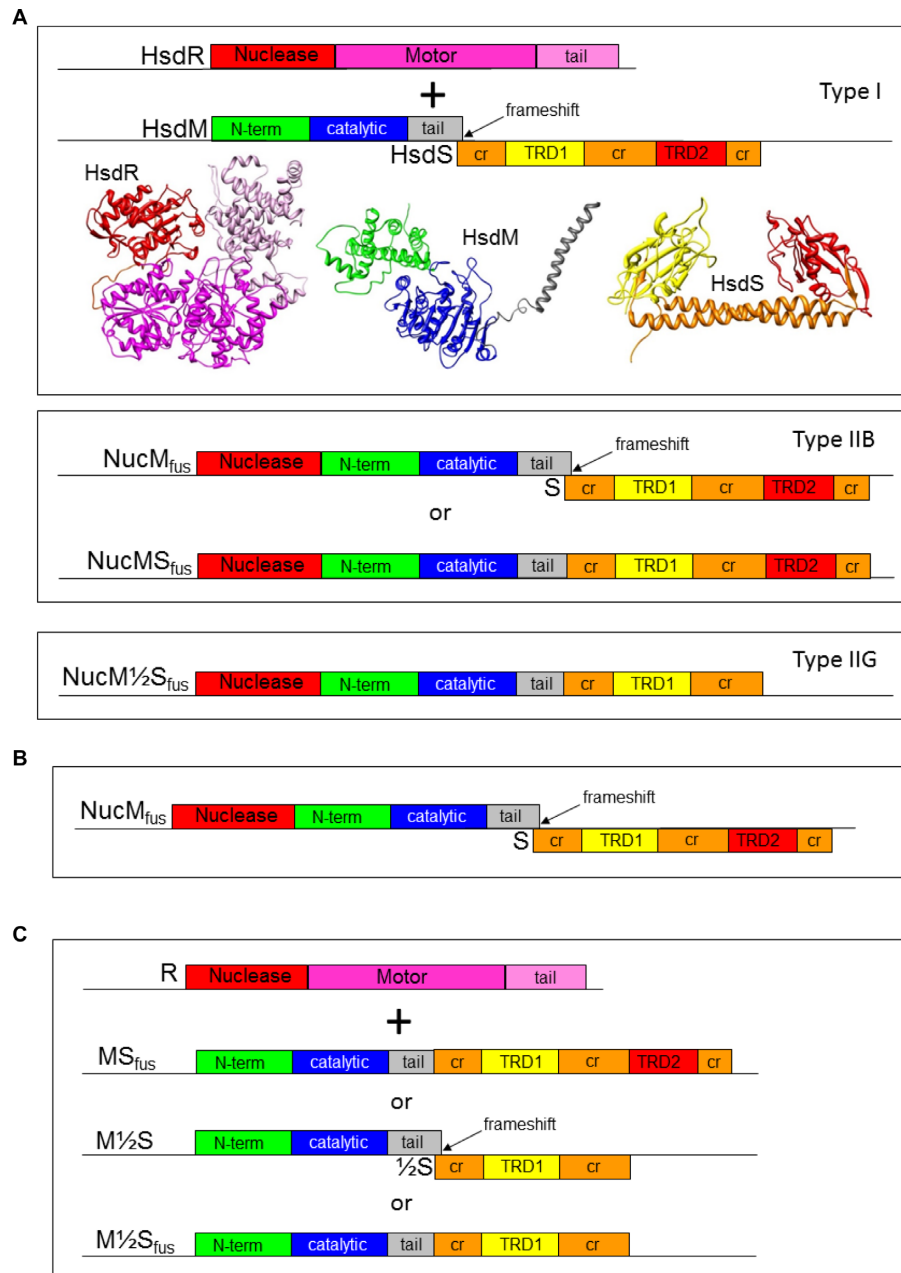 A
HsdR Nuclease Motor tail
Type I
+
frameshift
HsdM N-term catalytic tail
HsdS cr TRD1 cr TRD2 cr
HsdR
HsdM
HsdS
Type IIB
frameshift
NucMfus Nuclease N-term catalytic tail
S cr TRD1 cr TRD2 cr
or
NucMSfus Nuclease N-term catalytic tail cr TRD1 cr TRD2 cr
Type IIG
NucM½Sfus Nuclease N-term catalytic tail cr TRD1 cr
B
frameshift
NucMfus Nuclease N-term catalytic tail
S cr TRD1 cr TRD2 cr
C
R Nuclease Motor tail
+
MSfus N-term catalytic tail cr TRD1 cr TRD2 cr
or
frameshift
M½S N-term catalytic tail
½S cr TRD1 cr
or
M½Sfus N-term catalytic tail cr TRD1 cr